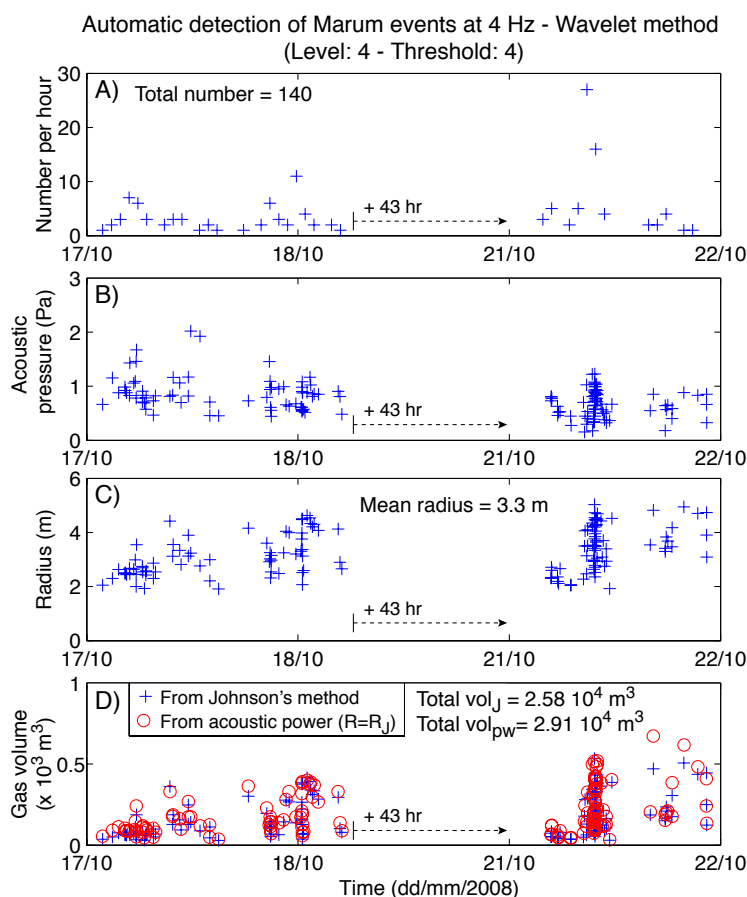 Automatic detection of Marum events at 4 Hz - Wavelet method
(Level: 4 - Threshold: 4)
A) Total number = 140
Number per hour
30
20
10
0
+ 43 hr
17/10 18/10 21/10 22/10
B)
Acoustic
pressure (Pa)
3
2
1
0
+ 43 hr
17/10 18/10 21/10 22/10
C) Mean radius = 3.3 m
Radius (m)
6
4
2
0
+ 43 hr
17/10 18/10 21/10 22/10
D)
From Johnson's method
From acoustic power (R=R_J)
Total vol_J = 2.58 10^4 m^3
Total vol_pw= 2.91 10^4 m^3
Gas volume
(x 10^3 m^3)
1
0.5
0
+ 43 hr
17/10 18/10 21/10 22/10
Time (dd/mm/2008)